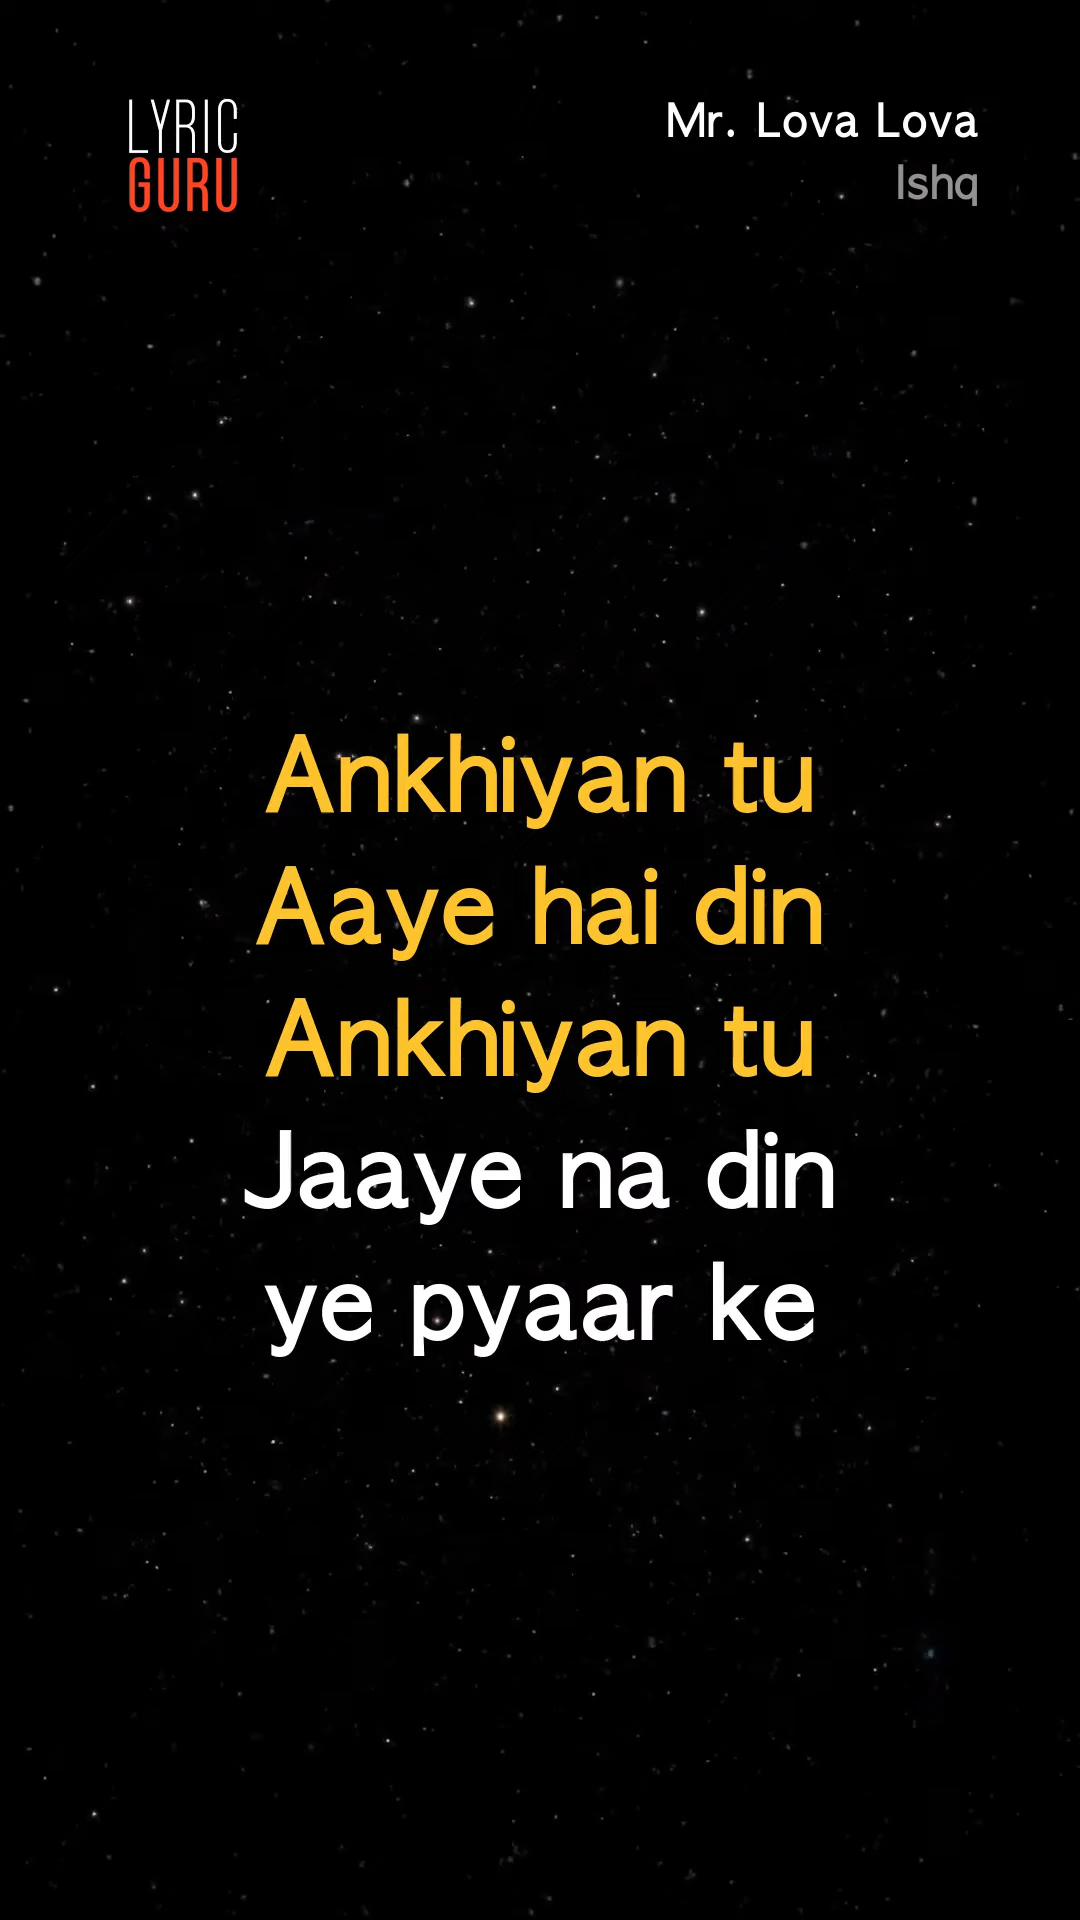 LYRIC
GURU
Mr. Lova Lova
Ishq
Ankhiyan tu
Aaye hai din
Ankhiyan tu
Jaaye na din
ye pyaar ke